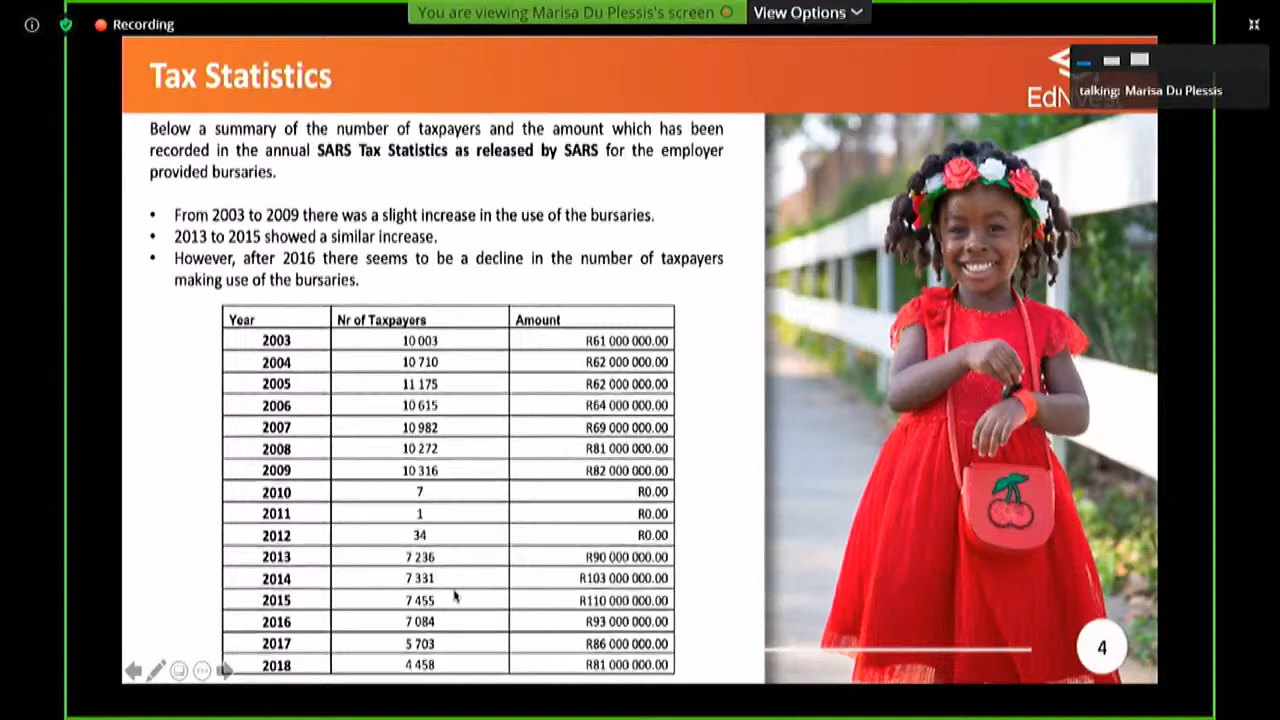 You are viewing Marisa Du Plessis's screen
View Options
Recording
Tax Statistics
talking: Marisa Du Plessis
Below a summary of the number of taxpayers and the amount which has been
recorded in the annual SARS Tax Statistics as released by SARS for the employer
provided bursaries.
• From 2003 to 2009 there was a slight increase in the use of the bursaries.
• 2013 to 2015 showed a similar increase.
• However, after 2016 there seems to be a decline in the number of taxpayers
making use of the bursaries.
Year Nr of Taxpayers Amount
2003 10 003 R61 000 000.00
2004 10 710 R62 000 000.00
2005 11 175 R62 000 000.00
2006 10 615 R64 000 000.00
2007 10 982 R69 000 000.00
2008 10 272 R81 000 000.00
2009 10 316 R82 000 000.00
2010 7 R0.00
2011 1 R0.00
2012 34 R0.00
2013 7 236 R90 000 000.00
2014 7 331 R103 000 000.00
2015 7 455 R110 000 000.00
2016 7 084 R93 000 000.00
2017 5 703 R86 000 000.00
2018 4 458 R81 000 000.00
4